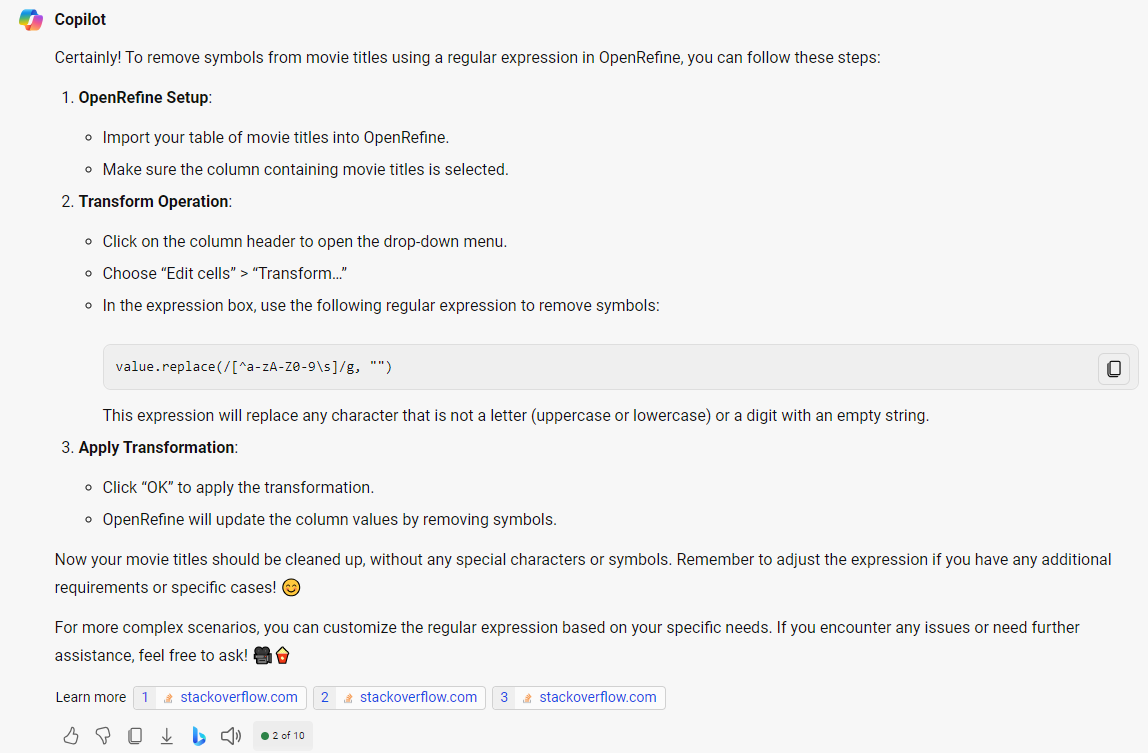 Copilot
Certainly! To remove symbols from movie titles using a regular expression in OpenRefine, you can follow these steps:
1. OpenRefine Setup:
Import your table of movie titles into OpenRefine.
Make sure the column containing movie titles is selected.
2. Transform Operation:
Click on the column header to open the drop-down menu.
Choose “Edit cells” > “Transform…”
In the expression box, use the following regular expression to remove symbols:
value.replace(/[^a-zA-Z0-9\s]/g, "")
This expression will replace any character that is not a letter (uppercase or lowercase) or a digit with an empty string.
3. Apply Transformation:
Click “OK” to apply the transformation.
OpenRefine will update the column values by removing symbols.
Now your movie titles should be cleaned up, without any special characters or symbols. Remember to adjust the expression if you have any additional
requirements or specific cases! 😊
For more complex scenarios, you can customize the regular expression based on your specific needs. If you encounter any issues or need further
assistance, feel free to ask! 🎥🍿
Learn more 1 stackoverflow.com 2 stackoverflow.com 3 stackoverflow.com
2 of 10